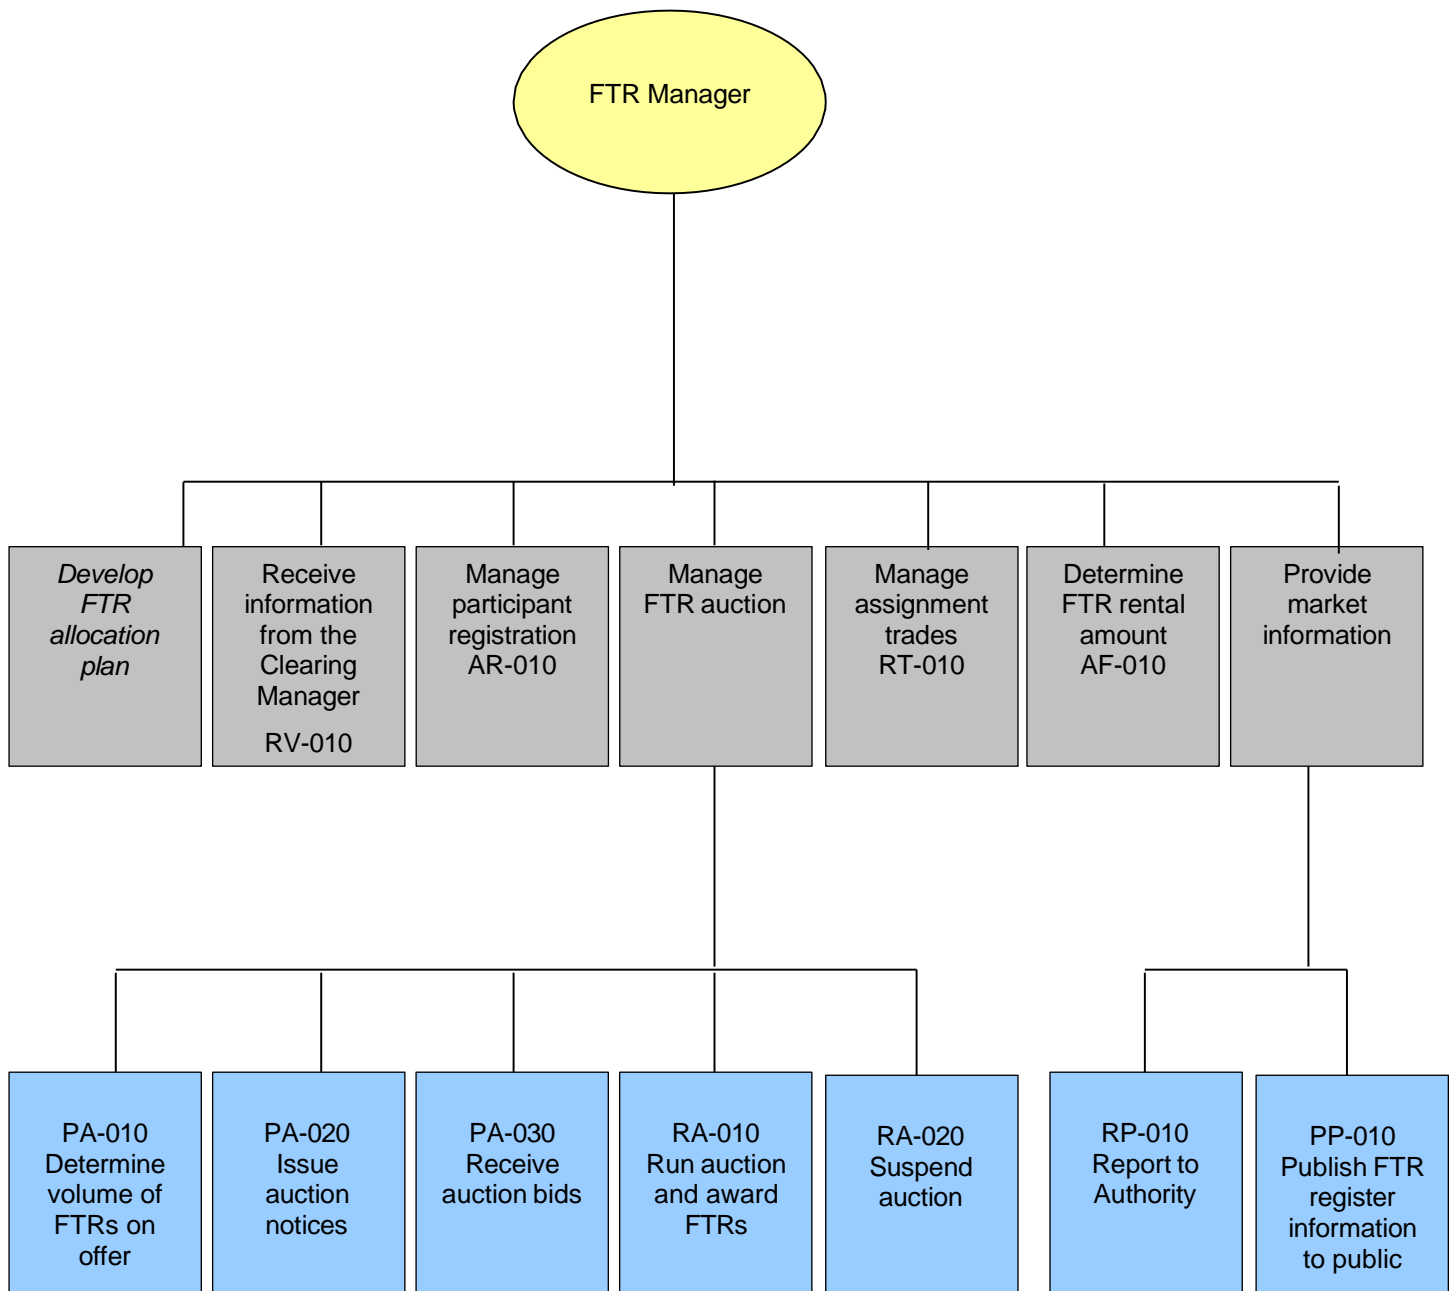 FTR Manager
Develop
FTR
allocation
plan
Receive
information
from the
Clearing
Manager
RV-010
Manage
participant
registration
AR-010
Manage
FTR auction
Manage
assignment
trades
RT-010
Determine
FTR rental
amount
AF-010
Provide
market
information
PA-010
Determine
volume of
FTRs on
offer
PA-020
Issue
auction
notices
PA-030
Receive
auction bids
RA-010
Run auction
and award
FTRs
RA-020
Suspend
auction
RP-010
Report to
Authority
PP-010
Publish FTR
register
information
to public